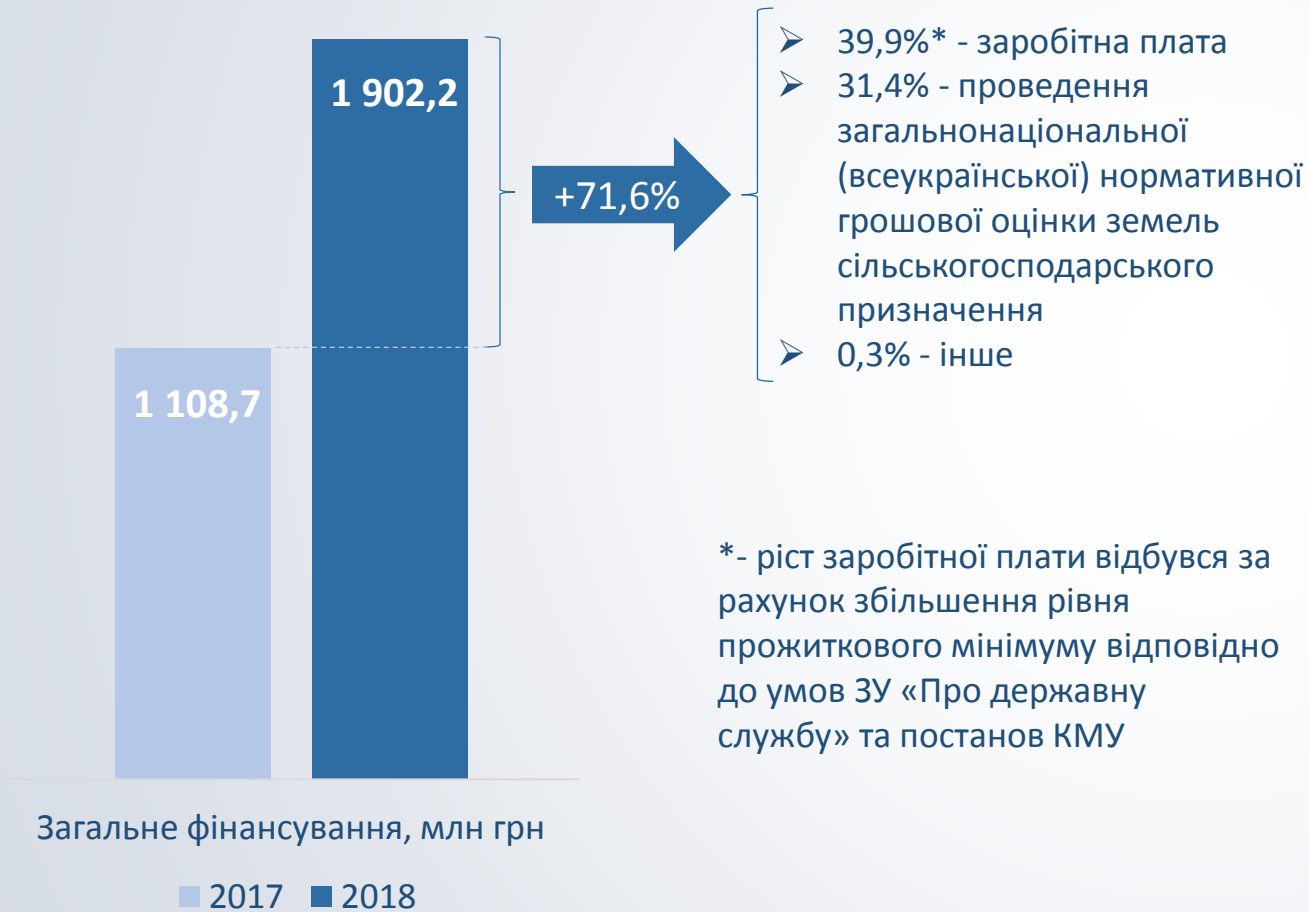 1 902,2
1 108,7
+71,6%
➢ 39,9%* - заробітна плата
➢ 31,4% - проведення
загальнонаціональної
(всеукраїнської) нормативної
грошової оцінки земель
сільськогосподарського
призначення
➢ 0,3% - інше
*- ріст заробітної плати відбувся за
рахунок збільшення рівня
прожиткового мінімуму відповідно
до умов ЗУ «Про державну
службу» та постанов КМУ
Загальне фінансування, млн грн
2017 2018